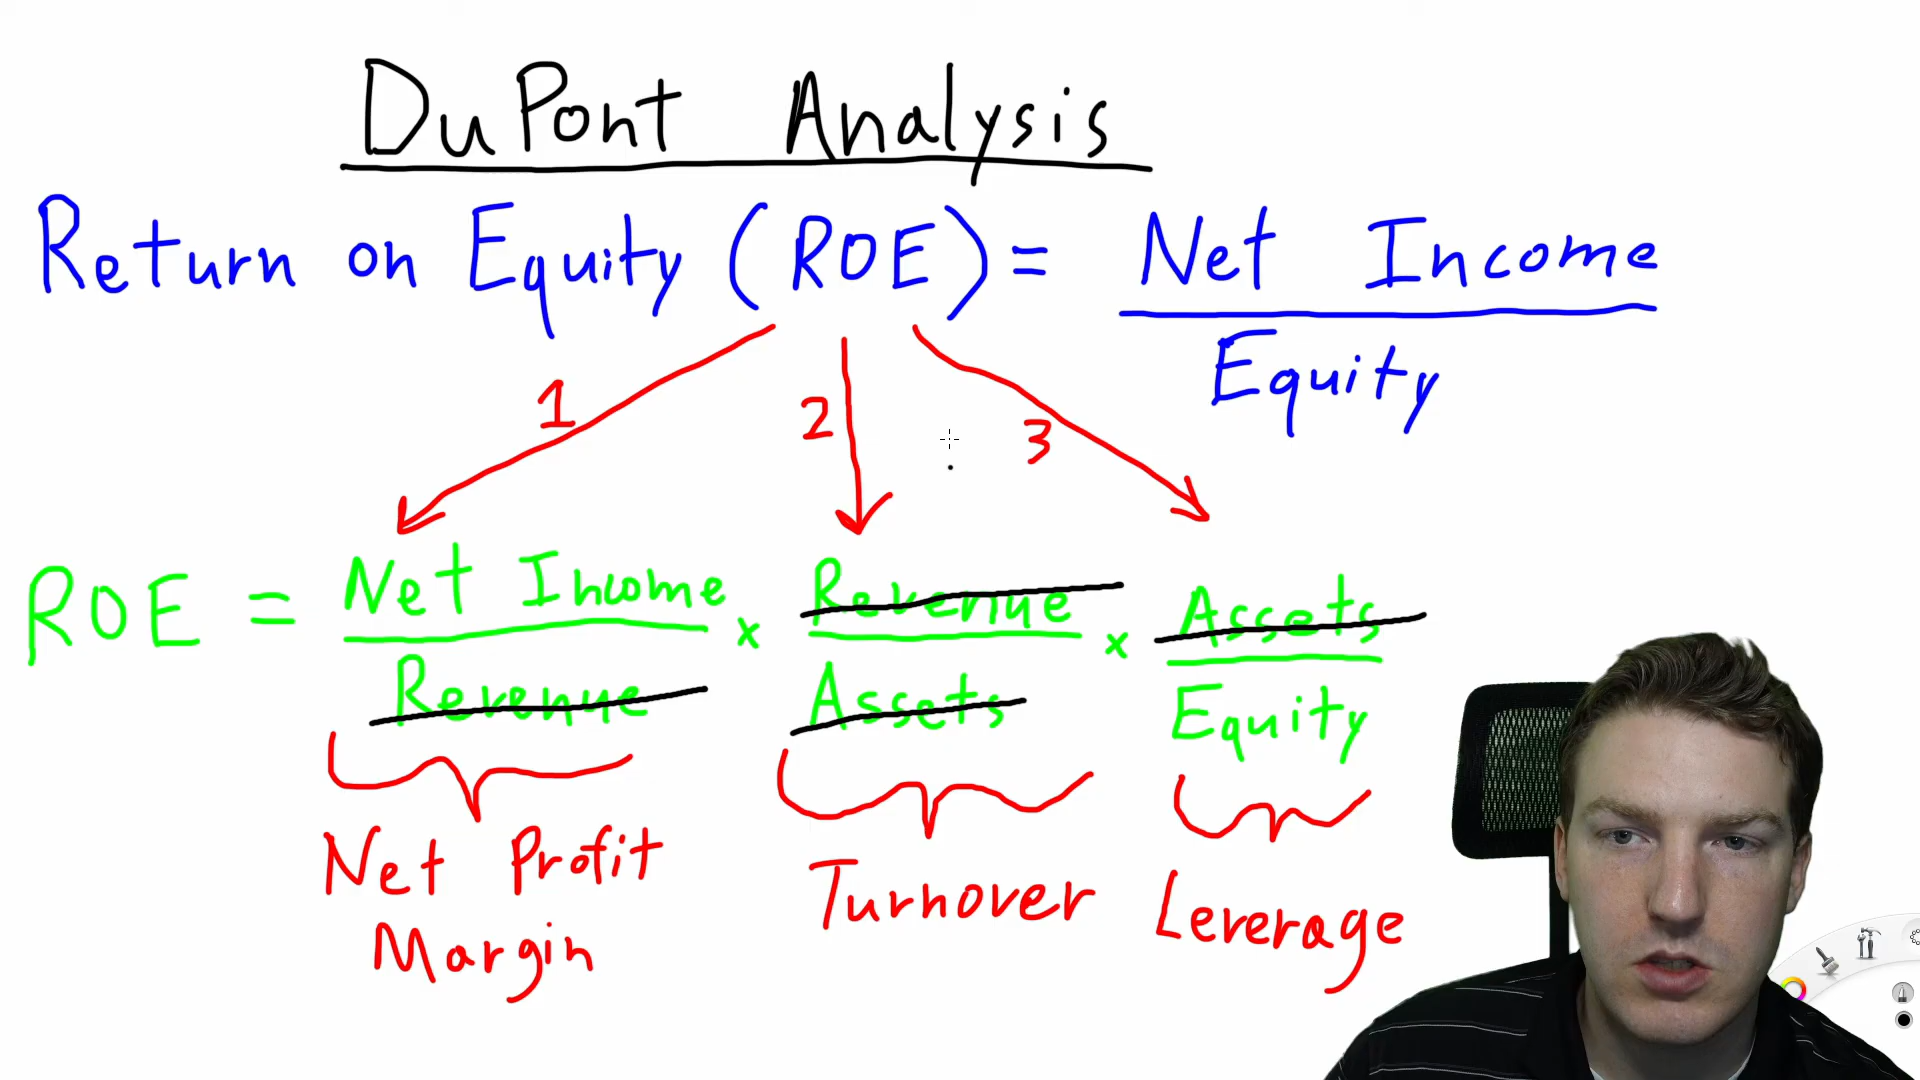 DuPont Analysis
Return on Equity (ROE) = Net Income
Equity
1 2 3
ROE = Net Income x Revenue x Assets
Revenue Assets Equity
Net Profit Margin Turnover Leverage